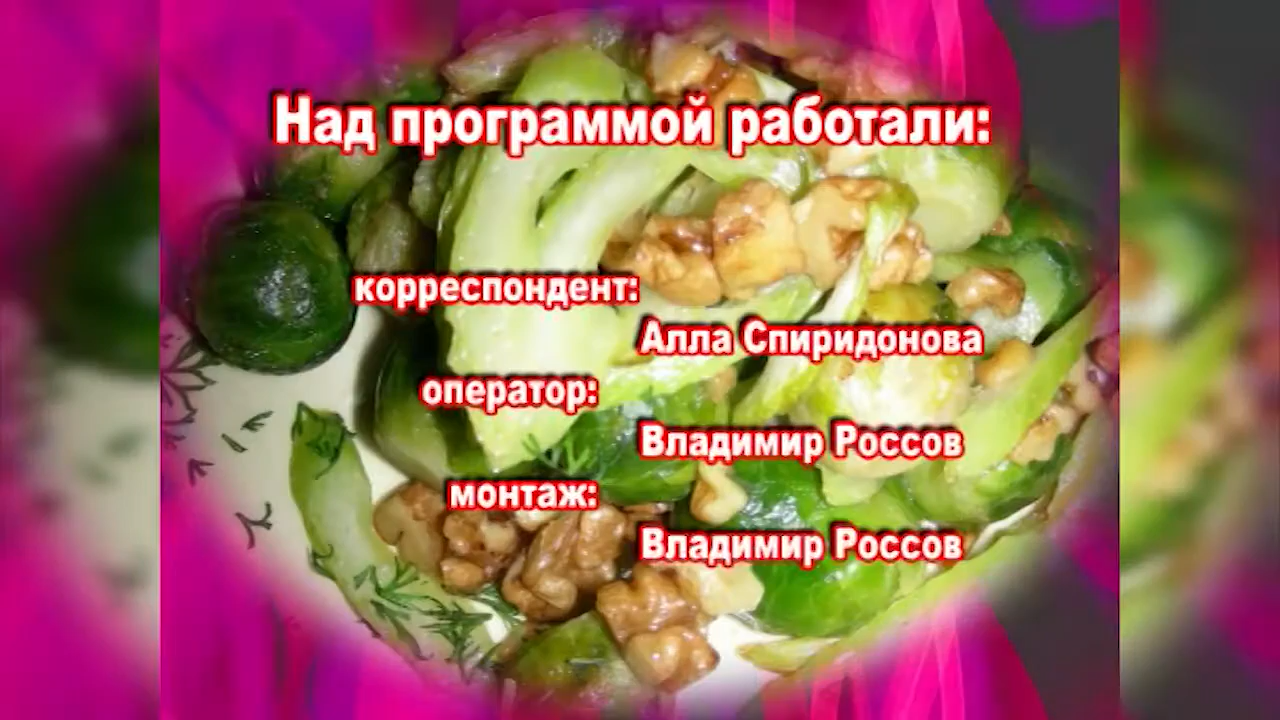 Над программой работали:
корреспондент:
Алла Спиридонова
оператор:
Владимир Россов
монтаж:
Владимир Россов